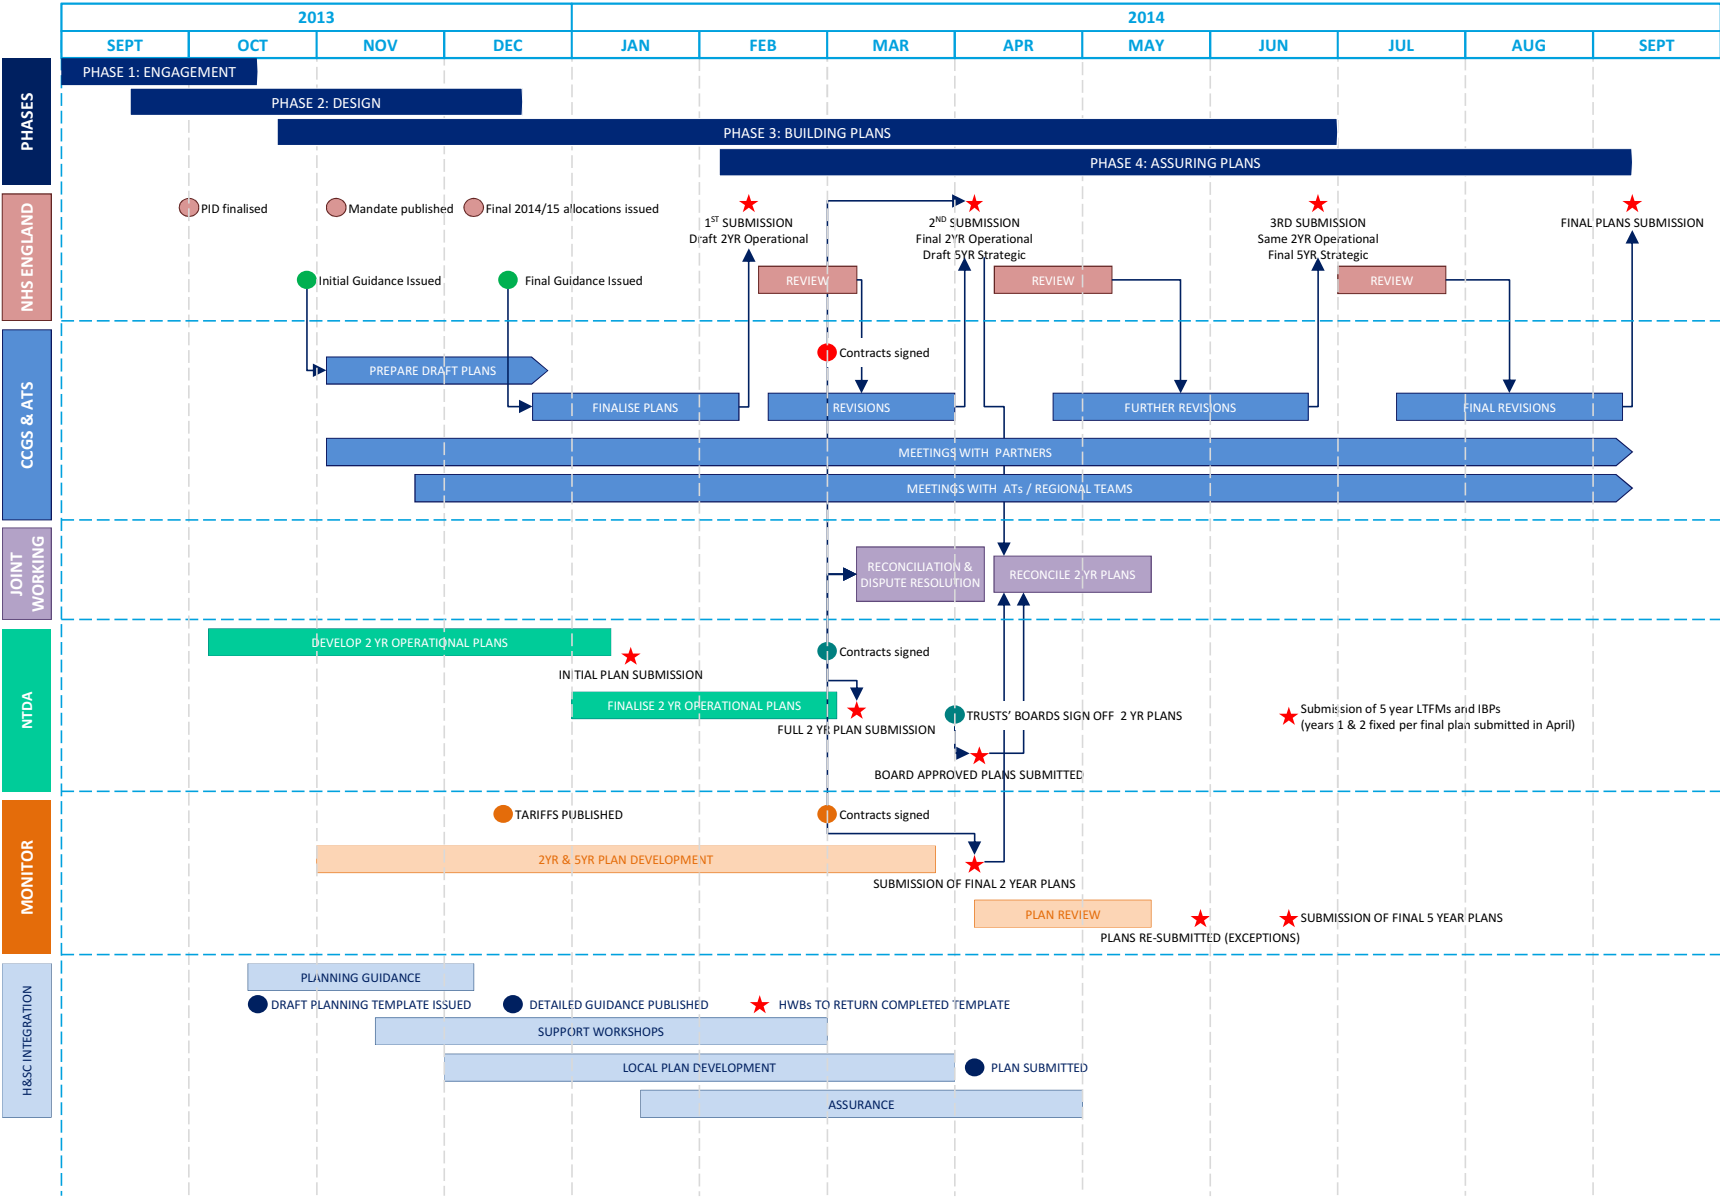 2013
2014
SEPT
OCT
NOV
DEC
JAN
FEB
MAR
APR
MAY
JUN
JUL
AUG
SEPT
PHASES
PHASE 1: ENGAGEMENT
PHASE 2: DESIGN
PHASE 3: BUILDING PLANS
PHASE 4: ASSURING PLANS
NHS ENGLAND
PID finalised
Mandate published
Final 2014/15 allocations issued
1ST SUBMISSION
Draft 2YR Operational
2ND SUBMISSION
Final 2YR Operational
Draft 5YR Strategic
3RD SUBMISSION
Same 2YR Operational
Final 5YR Strategic
FINAL PLANS SUBMISSION
Initial Guidance Issued
Final Guidance Issued
REVIEW
REVIEW
REVIEW
CCGS & ATS
Contracts signed
PREPARE DRAFT PLANS
FINALISE PLANS
REVISIONS
FURTHER REVISIONS
FINAL REVISIONS
MEETINGS WITH PARTNERS
MEETINGS WITH ATs / REGIONAL TEAMS
JOINT
WORKING
RECONCILIATION &
DISPUTE RESOLUTION
RECONCILE 2 YR PLANS
NTDA
DEVELOP 2 YR OPERATIONAL PLANS
INITIAL PLAN SUBMISSION
Contracts signed
FINALISE 2 YR OPERATIONAL PLANS
FULL 2 YR PLAN SUBMISSION
TRUSTS' BOARDS SIGN OFF 2 YR PLANS
BOARD APPROVED PLANS SUBMITTED
Submission of 5 year LTFMs and IBPs
(years 1 & 2 fixed per final plan submitted in April)
MONITOR
TARIFFS PUBLISHED
Contracts signed
2YR & 5YR PLAN DEVELOPMENT
SUBMISSION OF FINAL 2 YEAR PLANS
PLAN REVIEW
PLANS RE-SUBMITTED (EXCEPTIONS)
SUBMISSION OF FINAL 5 YEAR PLANS
H&SC INTEGRATION
PLANNING GUIDANCE
DRAFT PLANNING TEMPLATE ISSUED
DETAILED GUIDANCE PUBLISHED
HWBs TO RETURN COMPLETED TEMPLATE
SUPPORT WORKSHOPS
LOCAL PLAN DEVELOPMENT
PLAN SUBMITTED
ASSURANCE